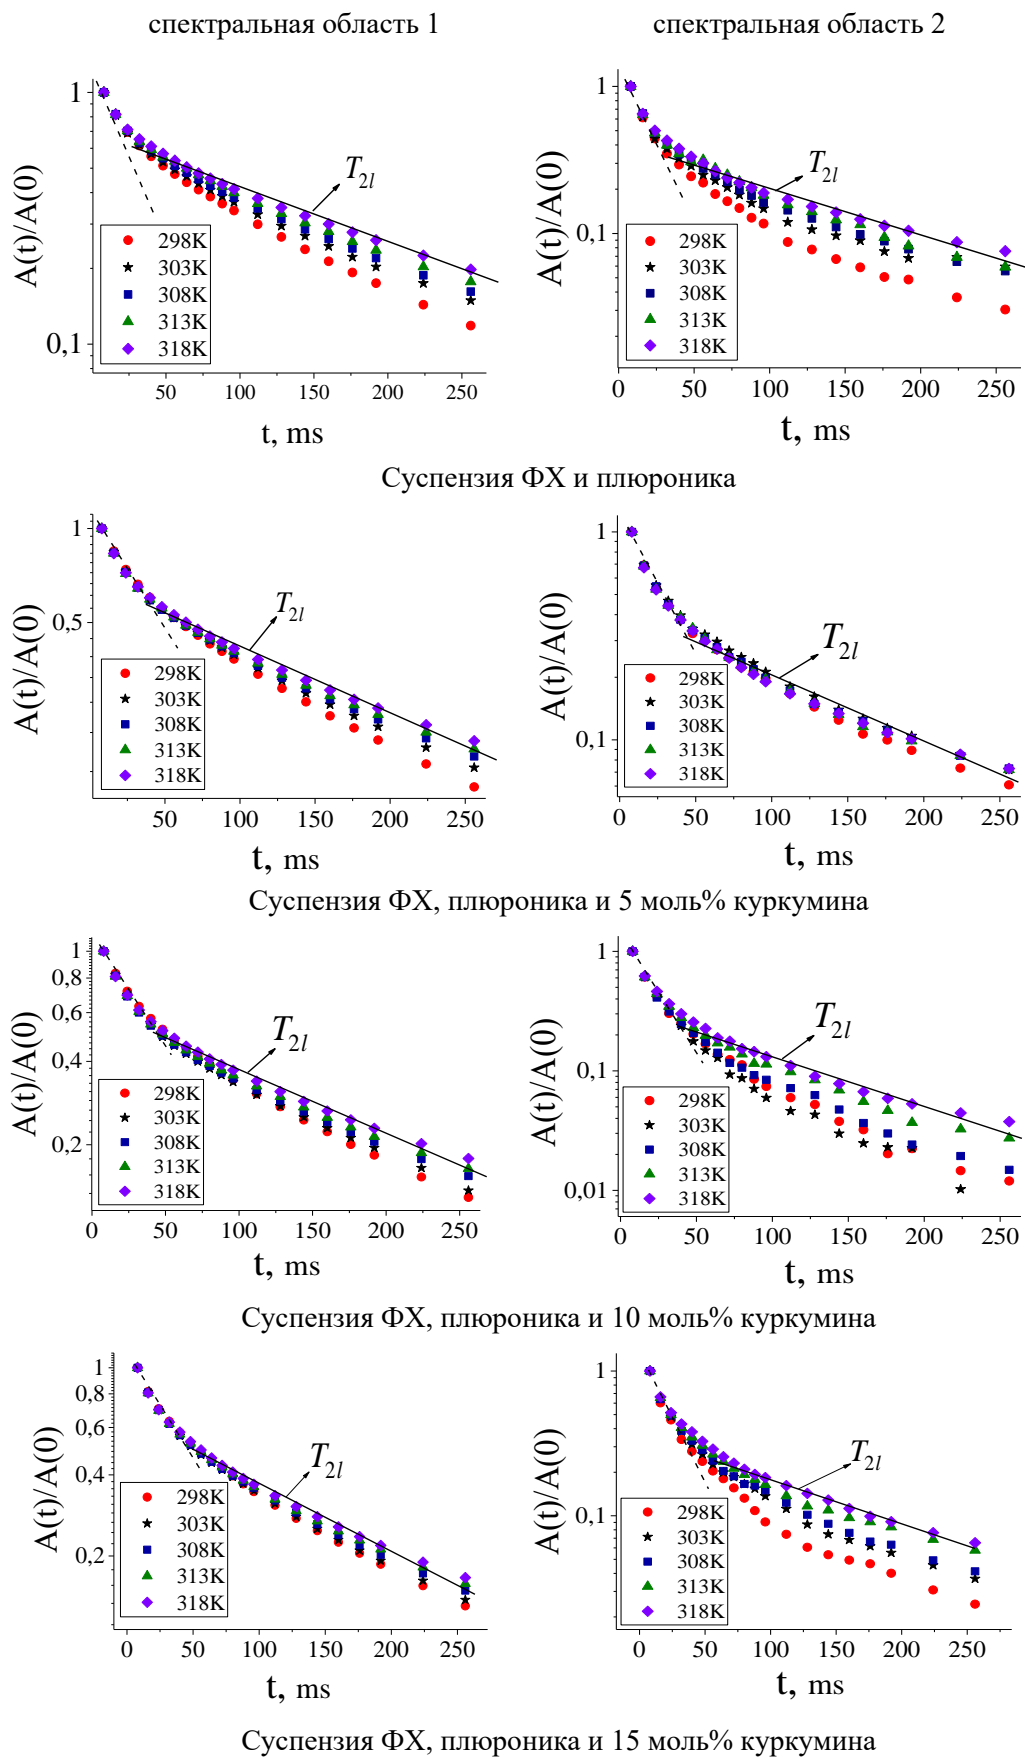 спектральная область 1
спектральная область 2
A(t)/A(0)
1
0,1
T2l
298K
303K
308K
313K
318K
50 100 150 200 250
t, ms
A(t)/A(0)
1
0,1
T2l
298K
303K
308K
313K
318K
0 50 100 150 200 250
t, ms
Суспензия ФХ и плюроника
A(t)/A(0)
1
0,5
T2l
298K
303K
308K
313K
318K
50 100 150 200 250
t, ms
A(t)/A(0)
1
0,1
T2l
298K
303K
308K
313K
318K
0 50 100 150 200 250
t, ms
Суспензия ФХ, плюроника и 5 моль% куркумина
A(t)/A(0)
1
0,8
0,6
0,4
0,2
T2l
298K
303K
308K
313K
318K
0 50 100 150 200 250
t, ms
A(t)/A(0)
1
0,1
0,01
T2l
298K
303K
308K
313K
318K
0 50 100 150 200 250
t, ms
Суспензия ФХ, плюроника и 10 моль% куркумина
A(t)/A(0)
1
0,8
0,6
0,4
0,2
T2l
298K
303K
308K
313K
318K
0 50 100 150 200 250
t, ms
A(t)/A(0)
1
0,1
T2l
298K
303K
308K
313K
318K
0 50 100 150 200 250
t, ms
Суспензия ФХ, плюроника и 15 моль% куркумина